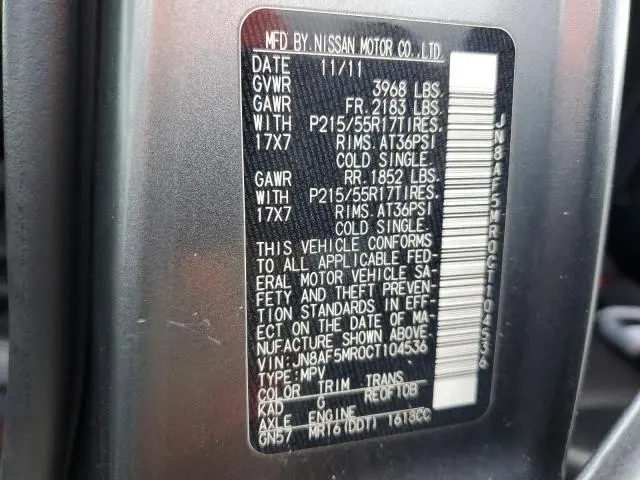 MFD BY.NISSAN MOTOR CO.,LTD.
DATE 11/11
GVWR 3968 LBS.
GAWR FR.2183 LBS.
WITH P215/55R17TIRES.
17X7 RIMS.AT36PSI
COLD SINGLE.
GAWR RR.1852 LBS.
WITH P215/55R17TIRES.
17X7 RIMS.AT36PSI
COLD SINGLE.
THIS VEHICLE CONFORMS
TO ALL APPLICABLE FED-
ERAL MOTOR VEHICLE SA-
FETY AND THEFT PREVEN-
TION STANDARDS IN EFF-
ECT ON THE DATE OF MA-
NUFACTURE SHOWN ABOVE.
VIN:JN8AF5MR0CT104536
TYPE:MPV
COLOR TRIM TRANS
KAD G RE0F10B
AXLE ENGINE
GN57 MR16(DDT) 1618CC
JN8AF5MR0CT104536